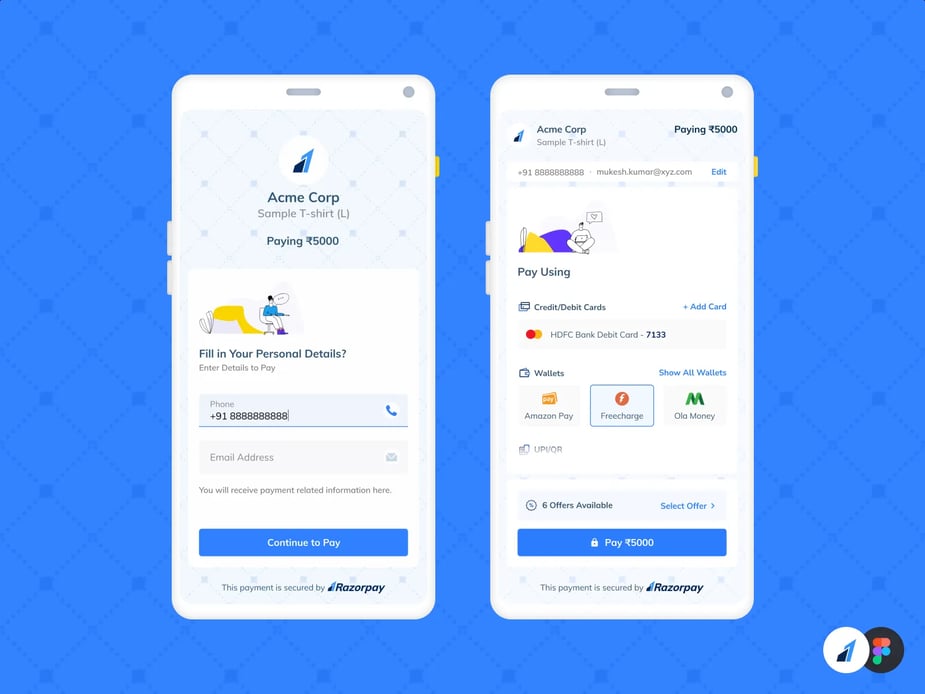 Acme Corp
Sample T-shirt (L)
Paying ₹5000
Fill in Your Personal Details?
Enter Details to Pay
Phone
+91 8888888888
Email Address
You will receive payment related information here.
Continue to Pay
This payment is secured by Razorpay
Acme Corp
Paying ₹5000
Sample T-shirt (L)
+91 8888888888 · mukesh.kumar@xyz.com Edit
Pay Using
Credit/Debit Cards + Add Card
HDFC Bank Debit Card - 7133
Wallets Show All Wallets
pay
Amazon Pay Freecharge Ola Money
UPI/QR
6 Offers Available Select Offer >
Pay ₹5000
This payment is secured by Razorpay